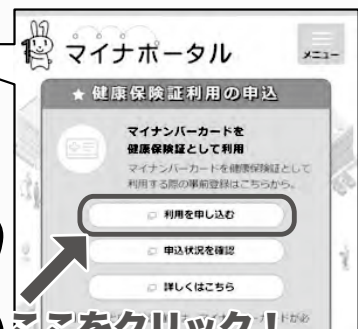 マイナポータル
メニュー
★ 健康保険証利用の申込
マイナンバーカードを
健康保険証として利用
マイナンバーカードを健康保険証として
利用する際の事前登録はこちらから。
利用を申し込む
申込状況を確認
詳しくはこちら
ここをクリック！